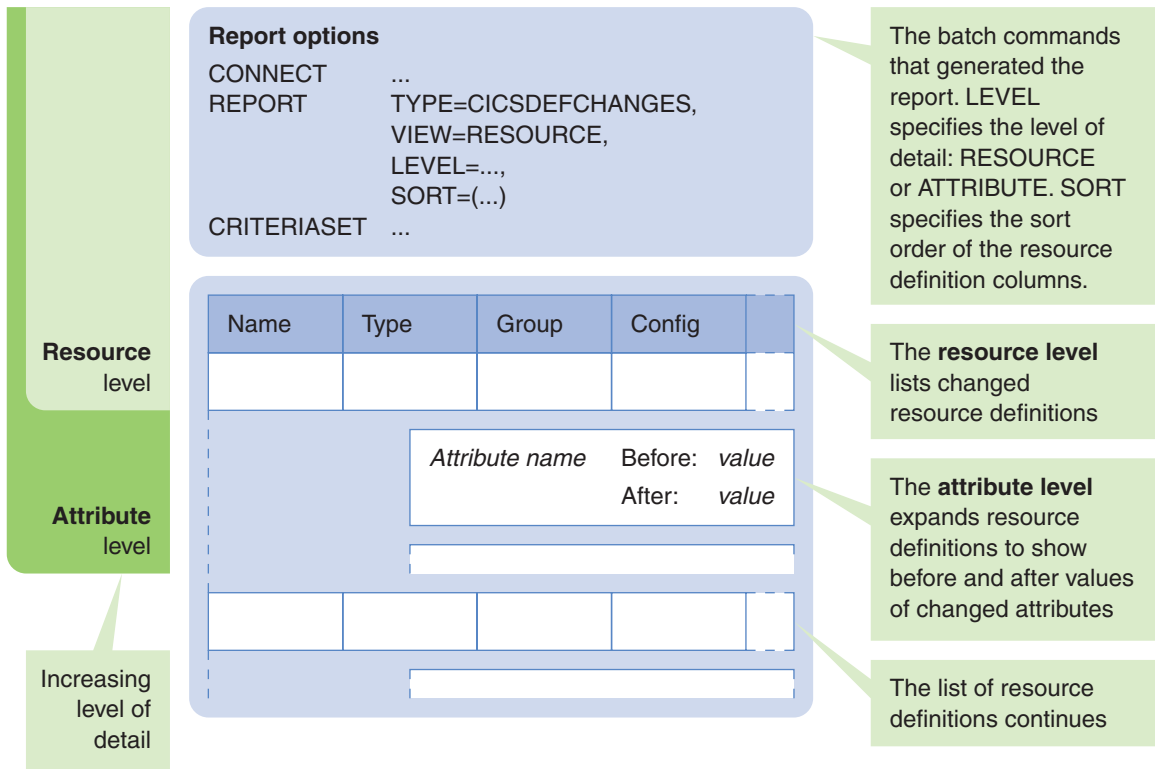 Report options
CONNECT ...
REPORT TYPE=CICSDEFCHANGES,
VIEW=RESOURCE,
LEVEL=...,
SORT=(...)
CRITERIASET ...
The batch commands
that generated the
report. LEVEL
specifies the level of
detail: RESOURCE
or ATTRIBUTE. SORT
specifies the sort
order of the resource
definition columns.
Name Type Group Config
Resource
level
The resource level
lists changed
resource definitions
Attribute name Before: value
After: value
Attribute
level
The attribute level
expands resource
definitions to show
before and after values
of changed attributes
Increasing
level of
detail
The list of resource
definitions continues